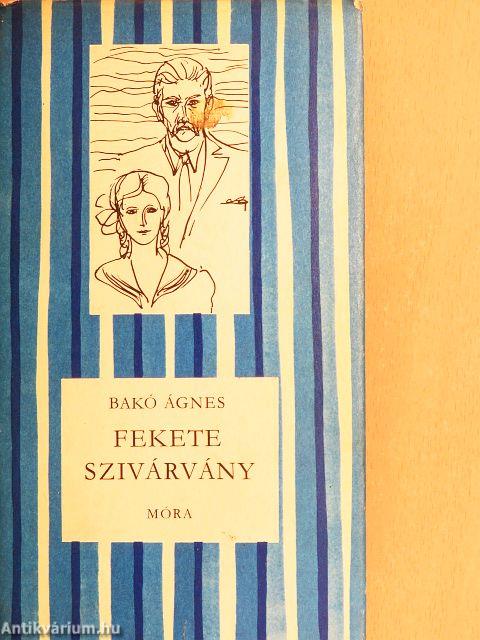 BAKÓ ÁGNES
FEKETE
SZIVÁRVÁNY
MÓRA
Antikvárium.hu